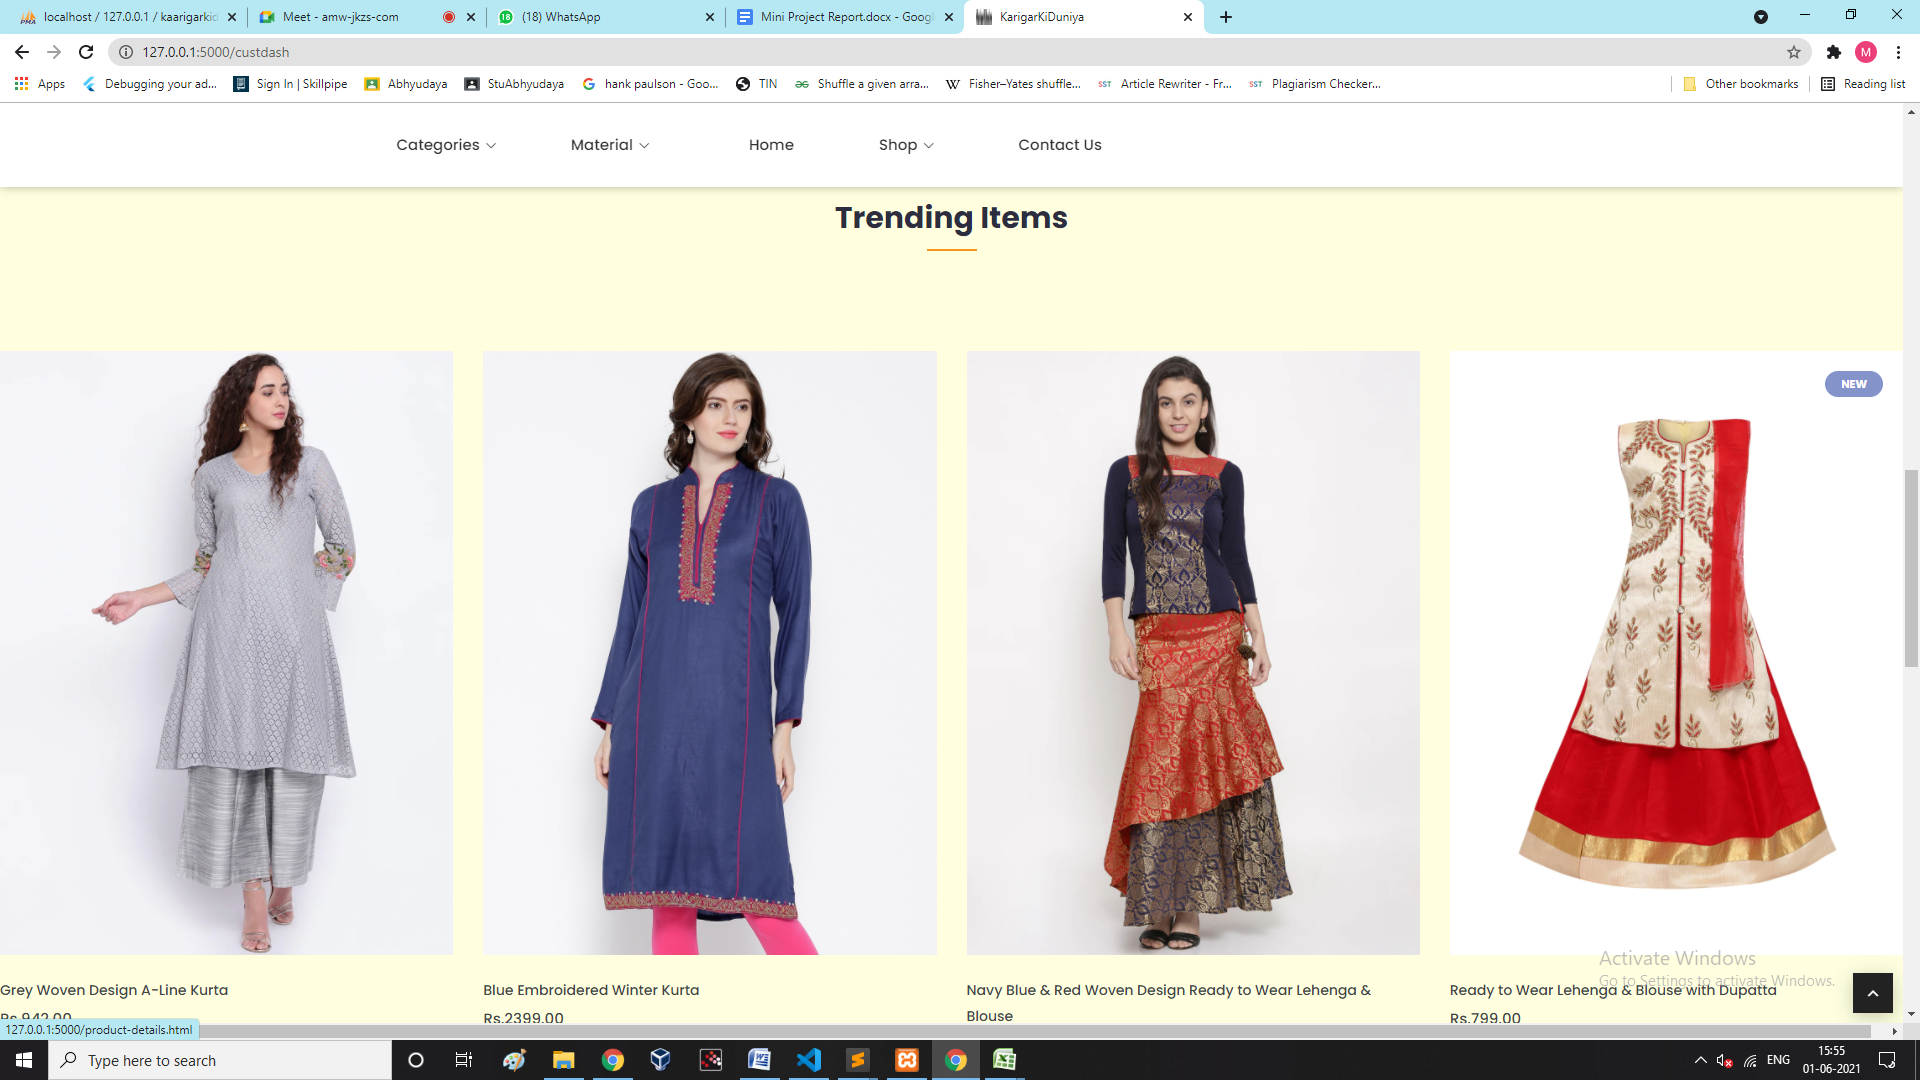 localhost / 127.0.0.1 / kaarigarkid
Meet - amw-jkzs-com
(18) WhatsApp
Mini Project Report.docx - Googl
KarigarKiDuniya
127.0.0.1:5000/custdash
M
Apps
Debugging your ad...
Sign In | Skillpipe
Abhyudaya
StuAbhyudaya
hank paulson - Goo...
TIN
Shuffle a given arra...
Fisher–Yates shuffle...
SST Article Rewriter - Fr...
SST Plagiarism Checker...
Other bookmarks
Reading list
Categories
Material
Home
Shop
Contact Us
Trending Items
NEW
Grey Woven Design A-Line Kurta
Rs.942.00
Blue Embroidered Winter Kurta
Rs.2399.00
Navy Blue & Red Woven Design Ready to Wear Lehenga &
Blouse
Ready to Wear Lehenga & Blouse with Dupatta
Rs.799.00
Activate Windows
Go to Settings to activate Windows.
127.0.0.1:5000/product-details.html
Type here to search
ENG
15:55
01-06-2021